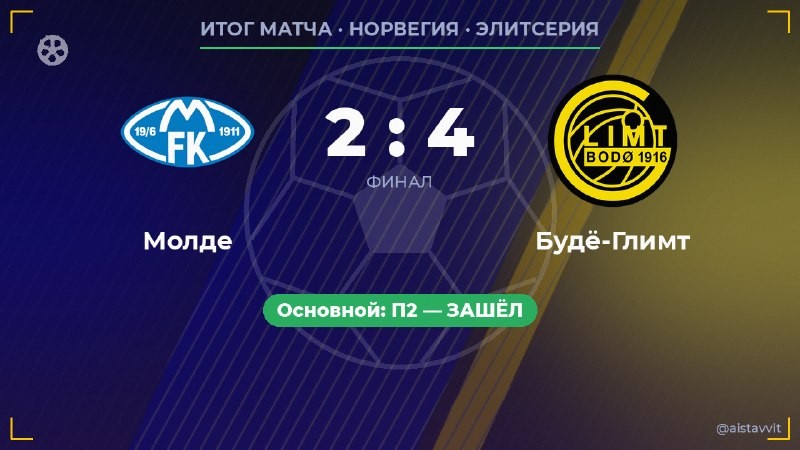 ИТОГ МАТЧА · НОРВЕГИЯ · ЭЛИТСЕРИЯ
M
19/6 1911
FK
2 : 4
ФИНАЛ
GLIMT
BODØ 1916
Молде
Будё-Глимт
Основной: П2 — ЗАШЁЛ
@aistavvit